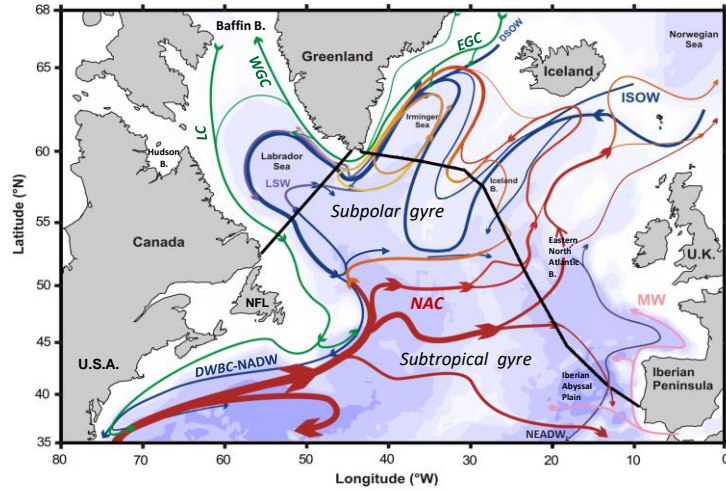 Baffin B.
Greenland
EGC
DSOW
Norwegian
Sea
WGC
Iceland
LC
Irminger
Sea
ISOW
Hudson
B.
Labrador
Sea
LSW
Iceland
B.
Subpolar gyre
Canada
Eastern
North
Atlantic
B.
U.K.
NFL
NAC
MW
U.S.A.
DWBC-NADW
Subtropical gyre
Iberian
Abyssal
Plain
Iberian
Peninsula
NEADW
Latitude (°N)
65
60
55
50
45
40
35
80
70
60
50
40
30
20
10
0
Longitude (°W)